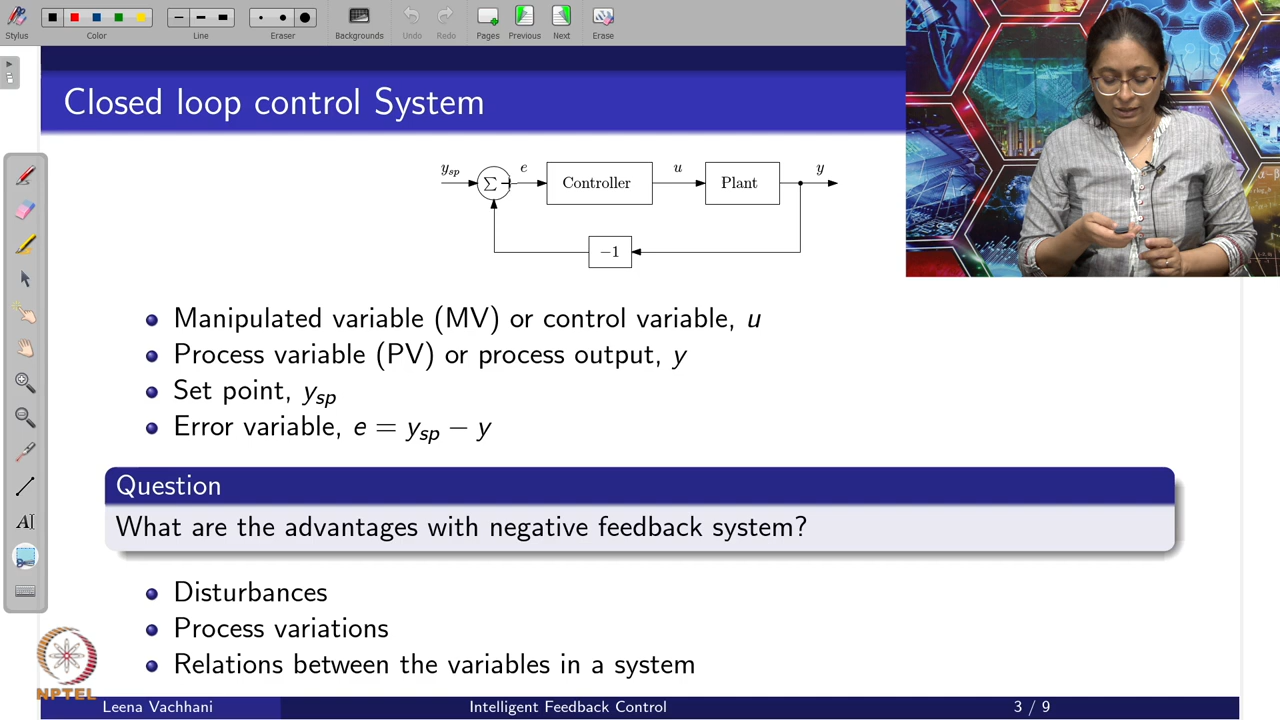 Stylus
Color
Line
Eraser
Backgrounds
Undo
Redo
Pages
Previous
Next
Erase
Closed loop control System
y_sp
Σ
e
Controller
u
Plant
y
−1
Manipulated variable (MV) or control variable, u
Process variable (PV) or process output, y
Set point, y_sp
Error variable, e = y_sp − y
Question
What are the advantages with negative feedback system?
Disturbances
Process variations
Relations between the variables in a system
NPTEL
Leena Vachhani Intelligent Feedback Control 3 / 9